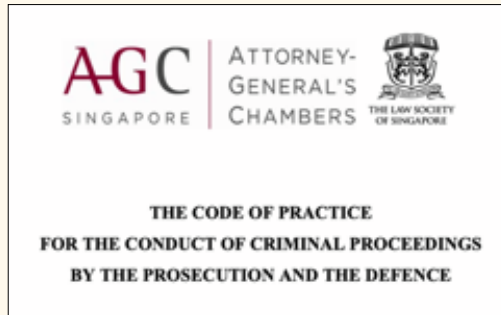 AGC
SINGAPORE
ATTORNEY-
GENERAL'S
CHAMBERS
THE LAW SOCIETY
OF SINGAPORE
THE CODE OF PRACTICE
FOR THE CONDUCT OF CRIMINAL PROCEEDINGS
BY THE PROSECUTION AND THE DEFENCE